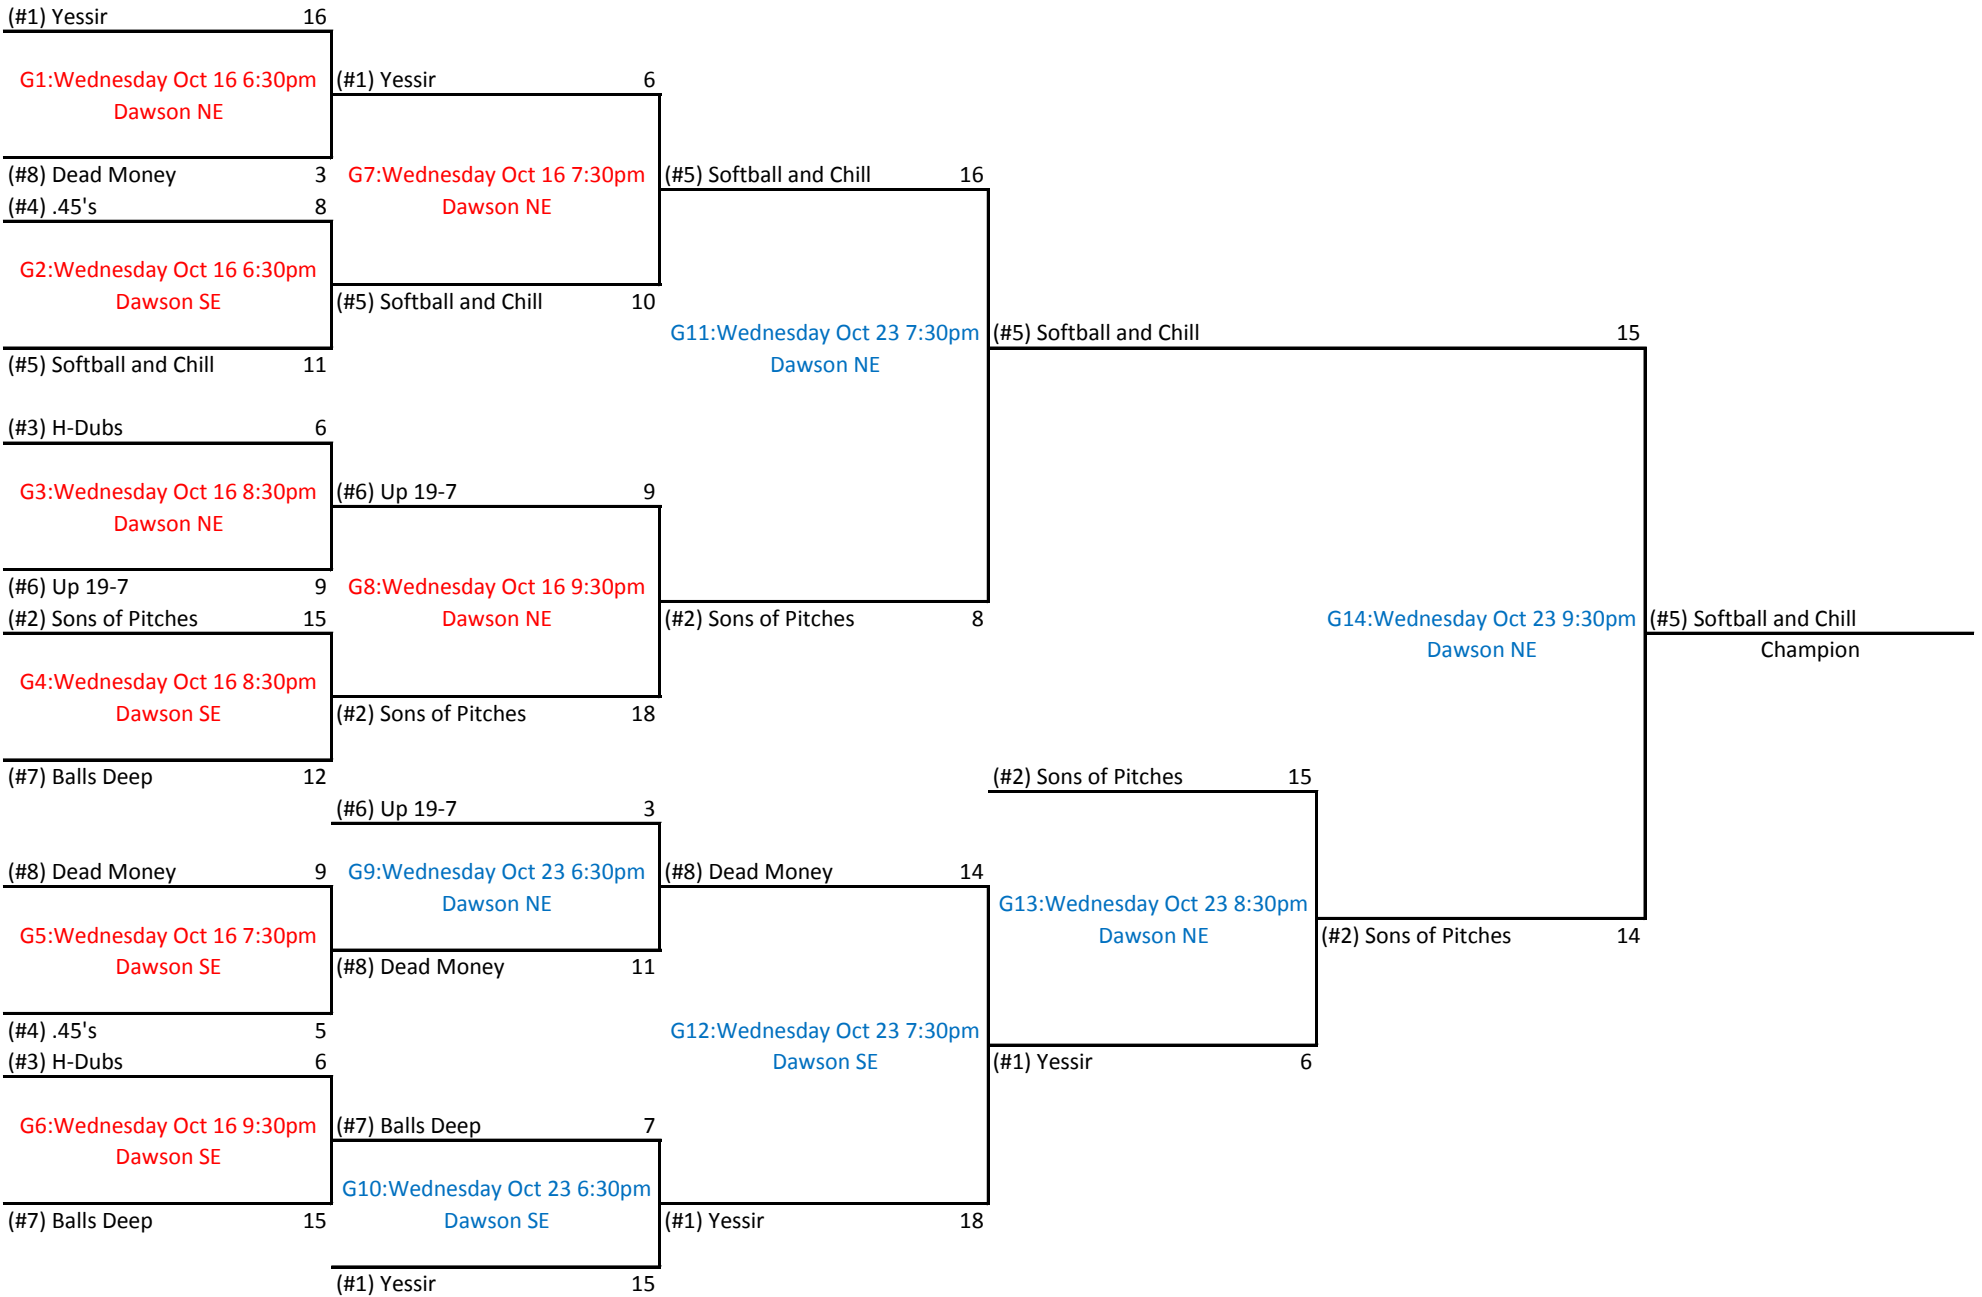 (#1) Yessir 16
G1:Wednesday Oct 16 6:30pm
Dawson NE
(#8) Dead Money 3
(#4) .45's 8
G2:Wednesday Oct 16 6:30pm
Dawson SE
(#5) Softball and Chill 11
(#3) H-Dubs 6
G3:Wednesday Oct 16 8:30pm
Dawson NE
(#6) Up 19-7 9
(#2) Sons of Pitches 15
G4:Wednesday Oct 16 8:30pm
Dawson SE
(#7) Balls Deep 12
(#8) Dead Money 9
G5:Wednesday Oct 16 7:30pm
Dawson SE
(#4) .45's 5
(#3) H-Dubs 6
G6:Wednesday Oct 16 9:30pm
Dawson SE
(#7) Balls Deep 15
(#1) Yessir 6
G7:Wednesday Oct 16 7:30pm
Dawson NE
(#5) Softball and Chill 10
(#6) Up 19-7 9
G8:Wednesday Oct 16 9:30pm
Dawson NE
(#2) Sons of Pitches 18
(#6) Up 19-7 3
G9:Wednesday Oct 23 6:30pm
Dawson NE
(#8) Dead Money 11
(#7) Balls Deep 7
G10:Wednesday Oct 23 6:30pm
Dawson SE
(#1) Yessir 15
(#5) Softball and Chill 16
G11:Wednesday Oct 23 7:30pm
Dawson NE
(#2) Sons of Pitches 8
(#8) Dead Money 14
G12:Wednesday Oct 23 7:30pm
Dawson SE
(#1) Yessir 18
(#5) Softball and Chill 15
(#2) Sons of Pitches 15
G13:Wednesday Oct 23 8:30pm
Dawson NE
(#1) Yessir 6
G14:Wednesday Oct 23 9:30pm
Dawson NE
(#2) Sons of Pitches 14
(#5) Softball and Chill
Champion